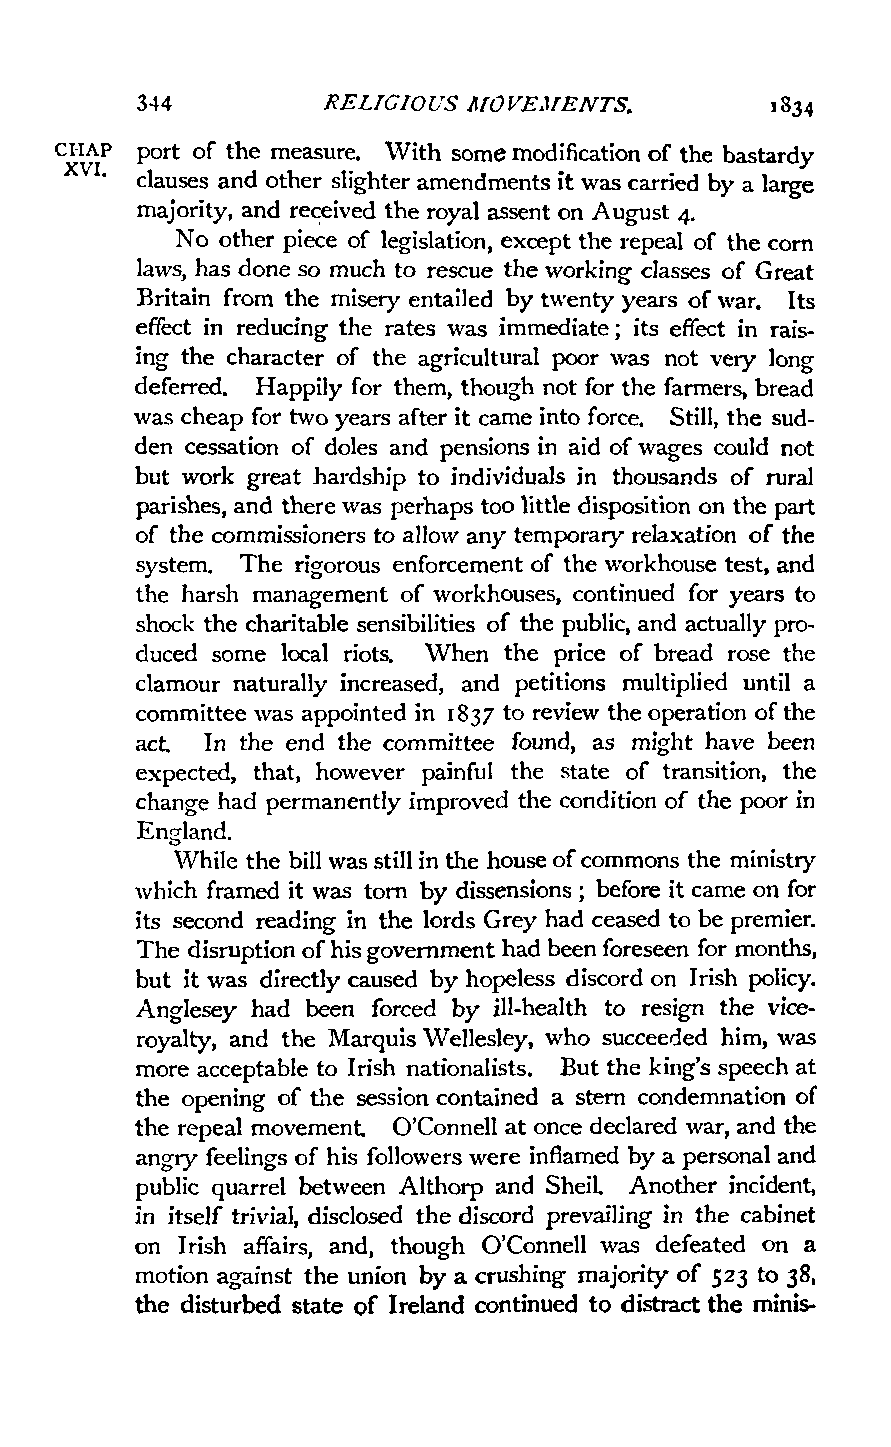 344 RELIGIOUS MOVEMENTS. 1834
CHAP XVI.
port of the measure. With some modification of the bastardy
clauses and other slighter amendments it was carried by a large
majority, and received the royal assent on August 4.
No other piece of legislation, except the repeal of the corn
laws, has done so much to rescue the working classes of Great
Britain from the misery entailed by twenty years of war. Its
effect in reducing the rates was immediate; its effect in rais-
ing the character of the agricultural poor was not very long
deferred. Happily for them, though not for the farmers, bread
was cheap for two years after it came into force. Still, the sud-
den cessation of doles and pensions in aid of wages could not
but work great hardship to individuals in thousands of rural
parishes, and there was perhaps too little disposition on the part
of the commissioners to allow any temporary relaxation of the
system. The rigorous enforcement of the workhouse test, and
the harsh management of workhouses, continued for years to
shock the charitable sensibilities of the public, and actually pro-
duced some local riots. When the price of bread rose the
clamour naturally increased, and petitions multiplied until a
committee was appointed in 1837 to review the operation of the
act. In the end the committee found, as might have been
expected, that, however painful the state of transition, the
change had permanently improved the condition of the poor in
England.
While the bill was still in the house of commons the ministry
which framed it was torn by dissensions; before it came on for
its second reading in the lords Grey had ceased to be premier.
The disruption of his government had been foreseen for months,
but it was directly caused by hopeless discord on Irish policy.
Anglesey had been forced by ill-health to resign the vice-
royalty, and the Marquis Wellesley, who succeeded him, was
more acceptable to Irish nationalists. But the king's speech at
the opening of the session contained a stern condemnation of
the repeal movement. O'Connell at once declared war, and the
angry feelings of his followers were inflamed by a personal and
public quarrel between Althorp and Sheil. Another incident,
in itself trivial, disclosed the discord prevailing in the cabinet
on Irish affairs, and, though O'Connell was defeated on a
motion against the union by a crushing majority of 523 to 38,
the disturbed state of Ireland continued to distract the minis-